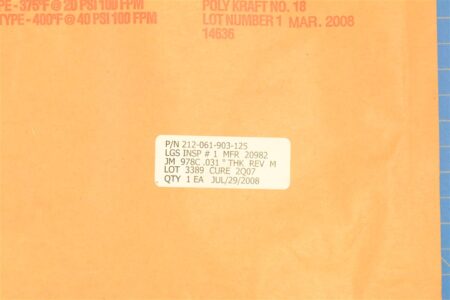 PE - 375°F @ 20 PSI 100 FPM
TYPE - 400°F @ 40 PSI 100 FPM
POLY KRAFT NO. 10
LOT NUMBER 1 MAR. 2008
14636
P/N 212-061-903-125
LGS INSP # 1 MFR 20982
JM 978C .031 " THK REV M
LOT 3389 CURE 2Q07
QTY 1 EA JUL/29/2008